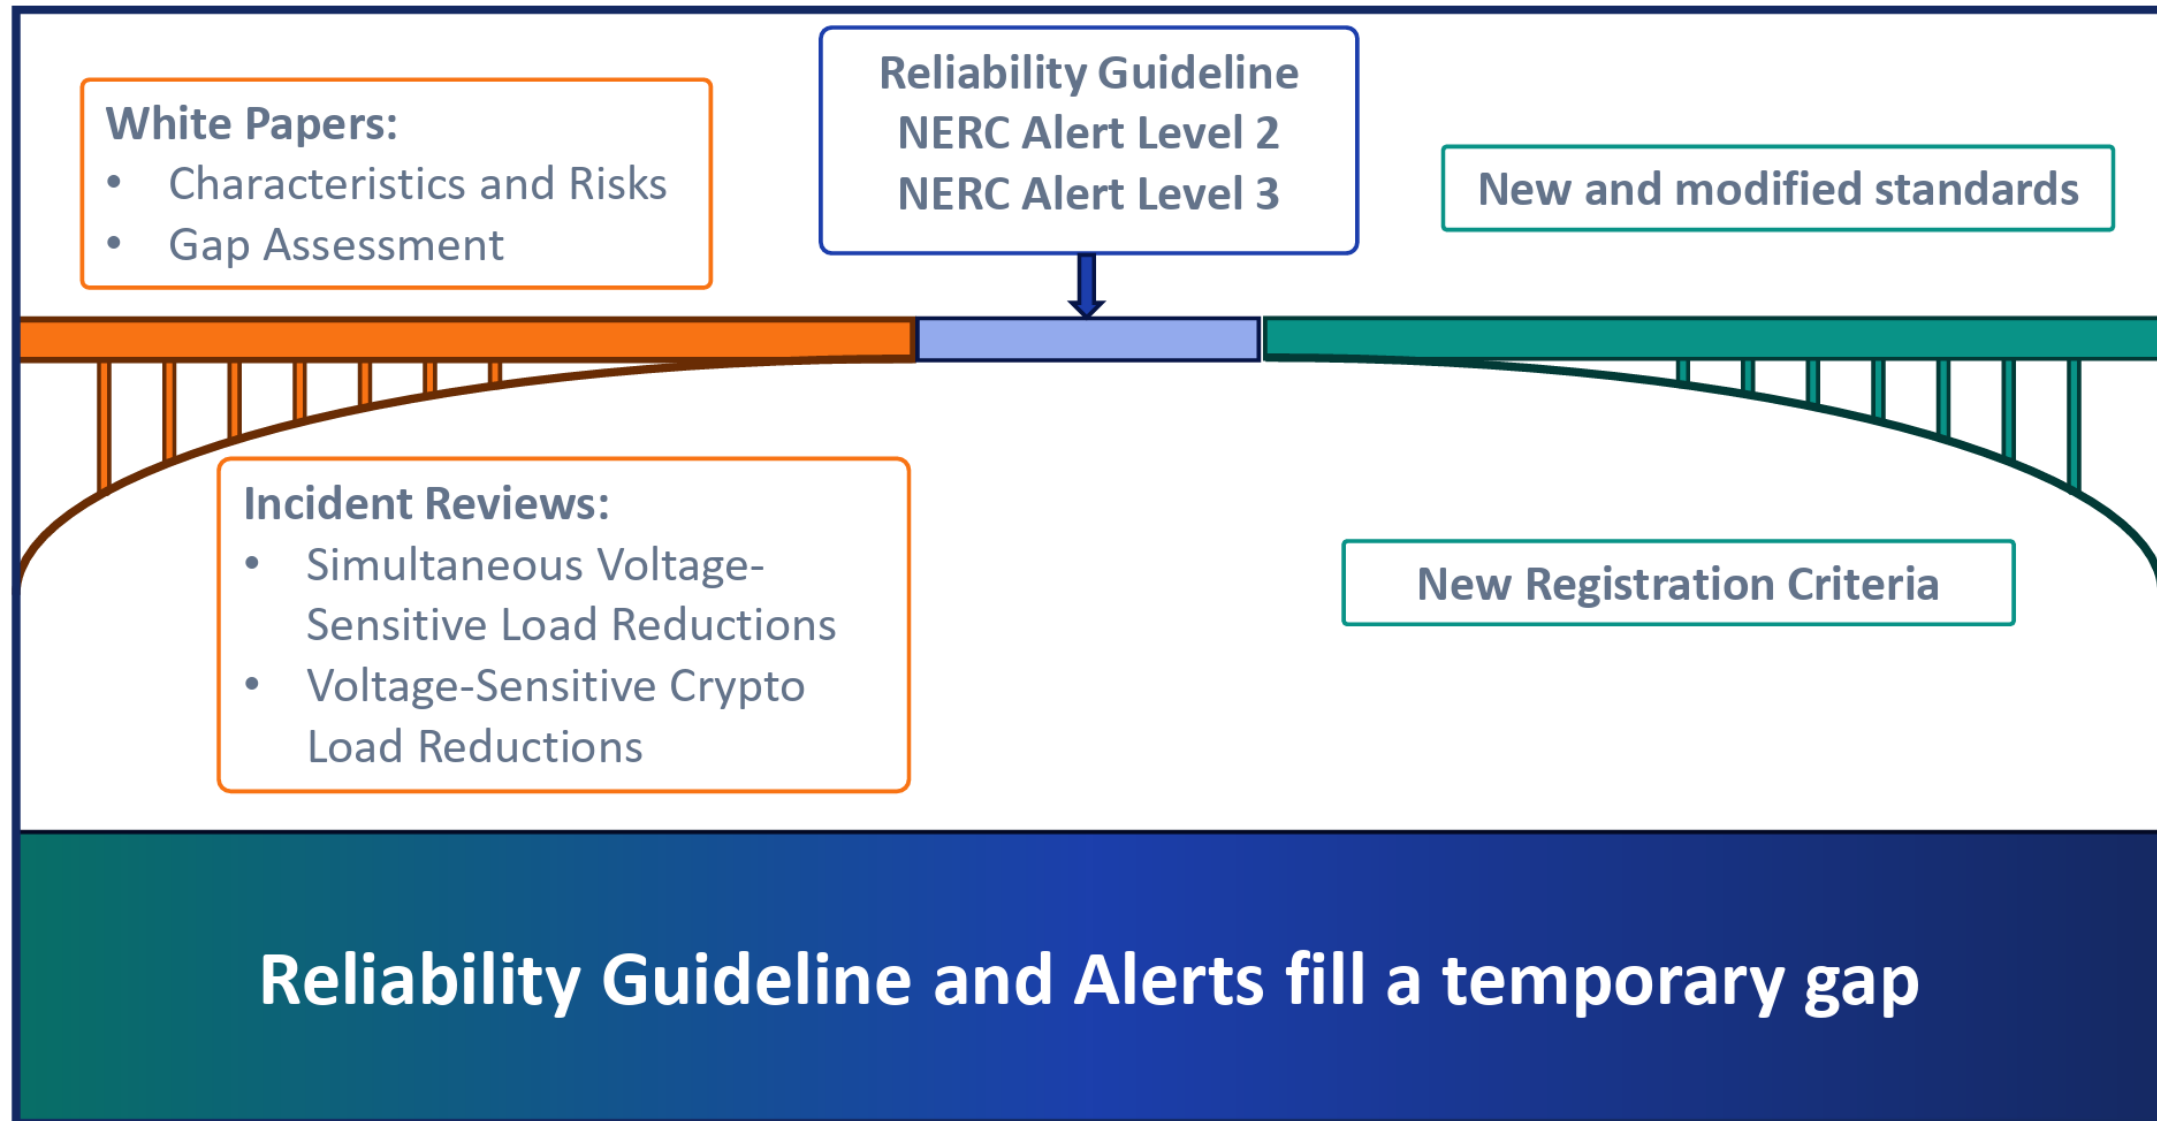 White Papers:
• Characteristics and Risks
• Gap Assessment
Reliability Guideline
NERC Alert Level 2
NERC Alert Level 3
New and modified standards
Incident Reviews:
• Simultaneous Voltage-
Sensitive Load Reductions
• Voltage-Sensitive Crypto
Load Reductions
New Registration Criteria
Reliability Guideline and Alerts fill a temporary gap